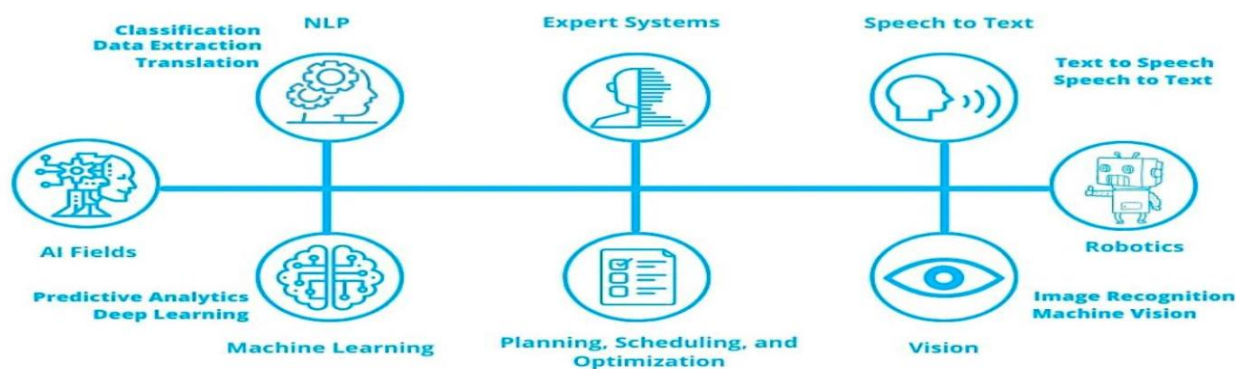 NLP
Classification
Data Extraction
Translation
Expert Systems
Speech to Text
Text to Speech
Speech to Text
AI Fields
Robotics
Predictive Analytics
Deep Learning
Machine Learning
Planning, Scheduling, and
Optimization
Vision
Image Recognition
Machine Vision